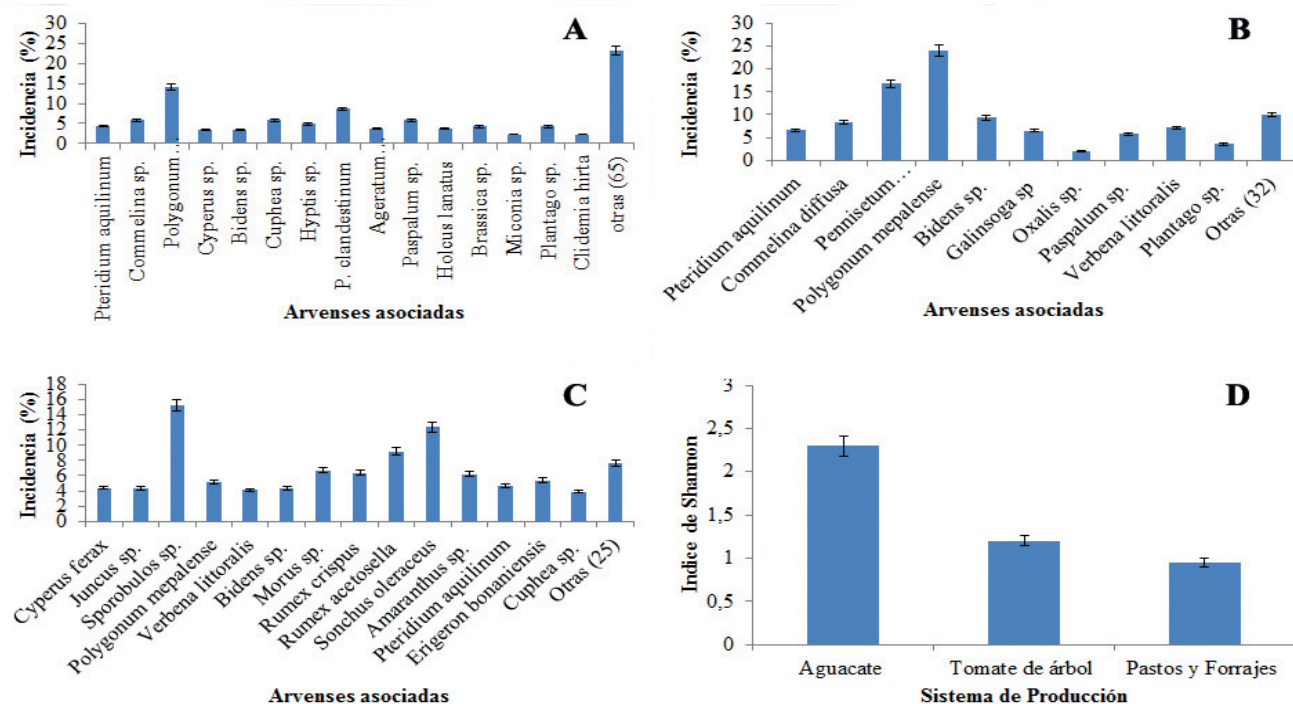 A
Incidencia (%)
30
25
20
15
10
5
0
Pteridium aquilinum
Commelina sp.
Polygonum…
Cyperus sp.
Bidens sp.
Cuphea sp.
Hyptis sp.
P. clandestinum
Ageratum…
Paspalum sp.
Holcus lanatus
Brassica sp.
Miconia sp.
Plantago sp.
Clidemia hirta
otras (65)
Arvenses asociadas
B
Incidencia (%)
30
25
20
15
10
5
0
Pteridium aquilinum
Commelina diffusa
Pennisetum…
Polygonum mepalense
Bidens sp.
Galinsoga sp
Oxalis sp.
Paspalum sp.
Verbena littoralis
Plantago sp.
Otras (32)
Arvenses asociadas
C
Incidencia (%)
18
16
14
12
10
8
6
4
2
0
Cyperus ferax
Juncus sp.
Sporobulos sp.
Polygonum mepalense
Verbena littoralis
Bidens sp.
Morus sp.
Rumex crispus
Rumex acetosella
Sonchus oleraceus
Amaranthus sp.
Pteridium aquilinum
Erigeron bonaniensis
Cuphea sp.
Otras (25)
Arvenses asociadas
D
Indice de Shannon
3
2,5
2
1,5
1
0,5
0
Aguacate
Tomate de árbol
Pastos y Forrajes
Sistema de Producción